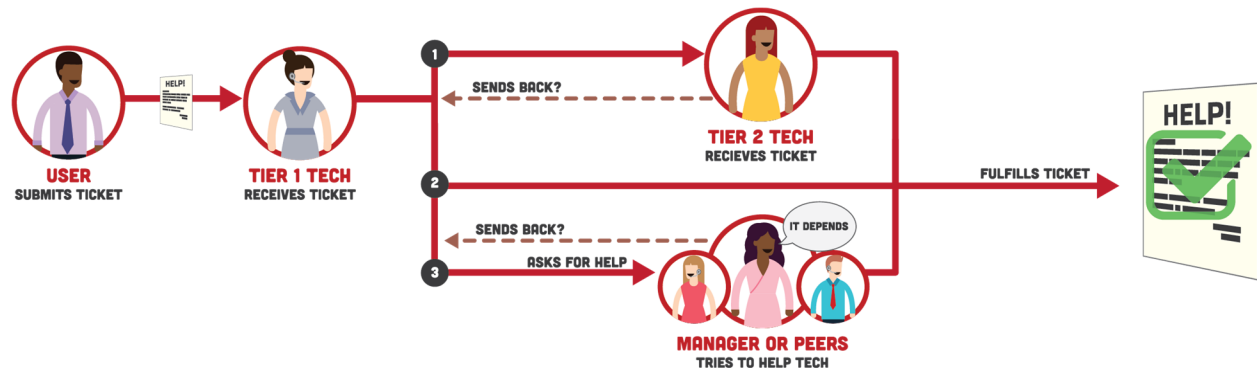 HELP!
USER
SUBMITS TICKET
TIER 1 TECH
RECEIVES TICKET
1
SENDS BACK?
TIER 2 TECH
RECIEVES TICKET
2
FULFILLS TICKET
HELP!
SENDS BACK?
IT DEPENDS
3
ASKS FOR HELP
MANAGER OR PEERS
TRIES TO HELP TECH